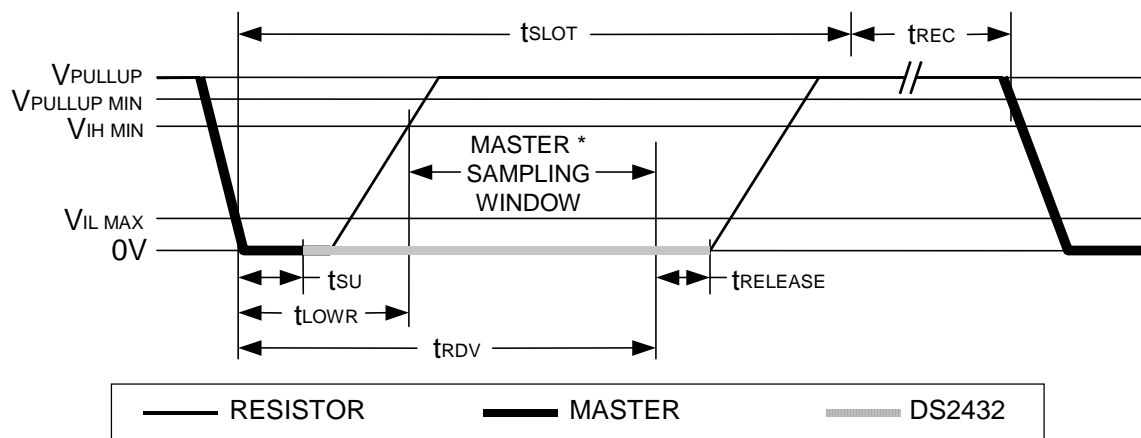 tSLOT
tREC
VPULLUP
VPULLUP MIN
VIH MIN
MASTER *
SAMPLING
WINDOW
VIL MAX
0V
tSU
tRELEASE
tLOWR
tRDV
RESISTOR
MASTER
DS2432